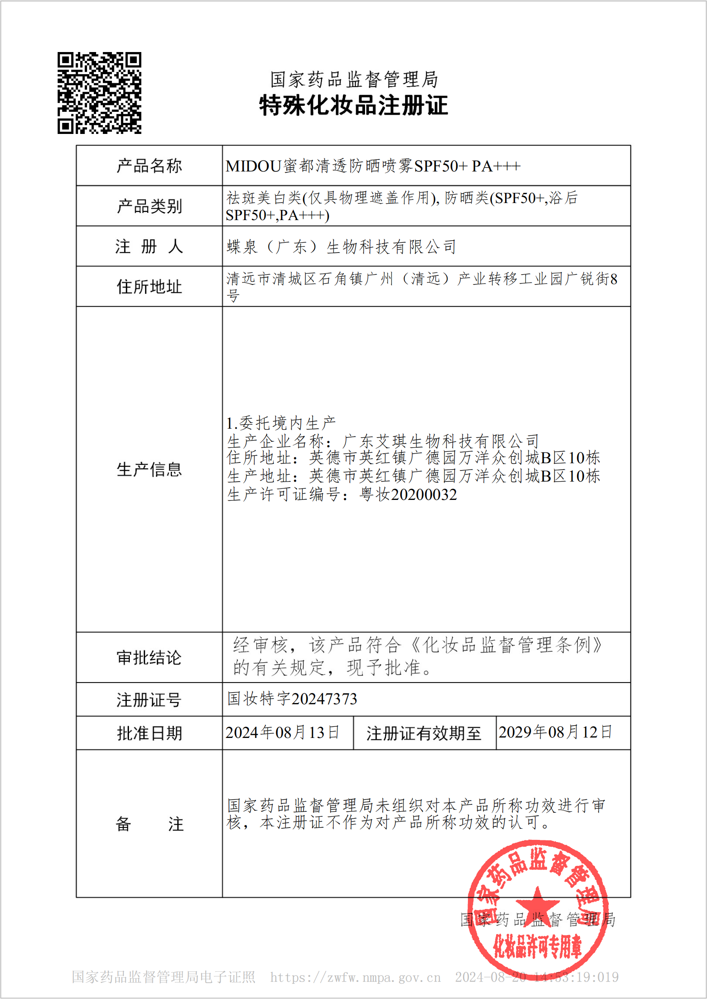 国家药品监督管理局
特殊化妆品注册证
产品名称
MIDOU蜜都清透防晒喷雾SPF50+ PA+++
产品类别
祛斑美白类(仅具物理遮盖作用), 防晒类(SPF50+,浴后
SPF50+,PA+++)
注 册 人
蝶泉（广东）生物科技有限公司
住所地址
清远市清城区石角镇广州（清远）产业转移工业园广锐街8
号
生产信息
1.委托境内生产
生产企业名称：广东艾琪生物科技有限公司
住所地址：英德市英红镇广德园万洋众创城B区10栋
生产地址：英德市英红镇广德园万洋众创城B区10栋
生产许可证编号：粤妆20200032
审批结论
经审核，该产品符合《化妆品监督管理条例》
的有关规定，现予批准。
注册证号
国妆特字20247373
批准日期
2024年08月13日
注册证有效期至
2029年08月12日
备 注
国家药品监督管理局未组织对本产品所称功效进行审
核，本注册证不作为对产品所称功效的认可。
国家药品监督管理局
国家药品监督管理局
化妆品许可专用章
国家药品监督管理局电子证照 https://zwfw.nmpa.gov.cn 2024-08-20 14:53:19:019